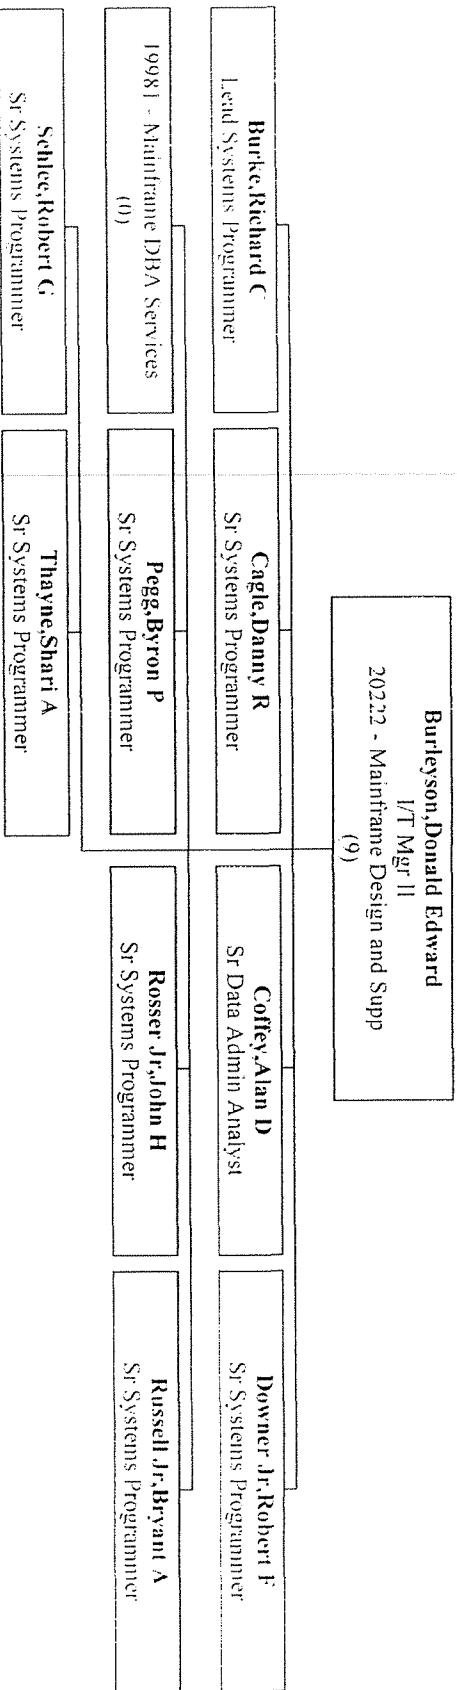 Burleyson,Donald Edward
I/T Mgr II
20222 - Mainframe Design and Supp
(9)
Burke,Richard C
Lead Systems Programmer
Cagle,Danny R
Sr Systems Programmer
Coffey,Alan D
Sr Data Admin Analyst
Downer Jr,Robert F
Sr Systems Programmer
19981 - Mainframe DBA Services
(0)
Pegg,Byron P
Sr Systems Programmer
Rosser Jr,John H
Sr Systems Programmer
Russell Jr,Bryant A
Sr Systems Programmer
Schlee,Robert G
Sr Systems Programmer
Thayne,Shari A
Sr Systems Programmer